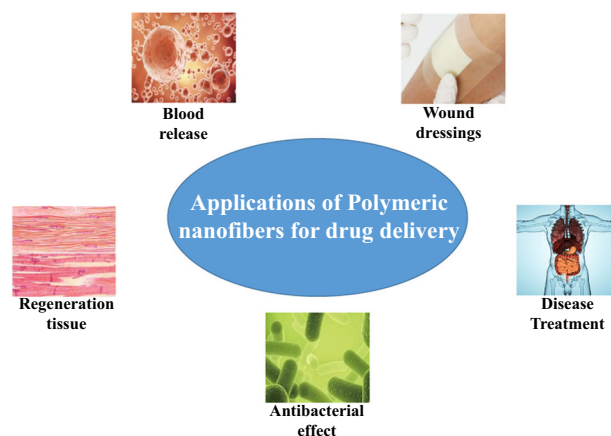 Blood
release
Wound
dressings
Applications of Polymeric
nanofibers for drug delivery
Regeneration
tissue
Disease
Treatment
Antibacterial
effect